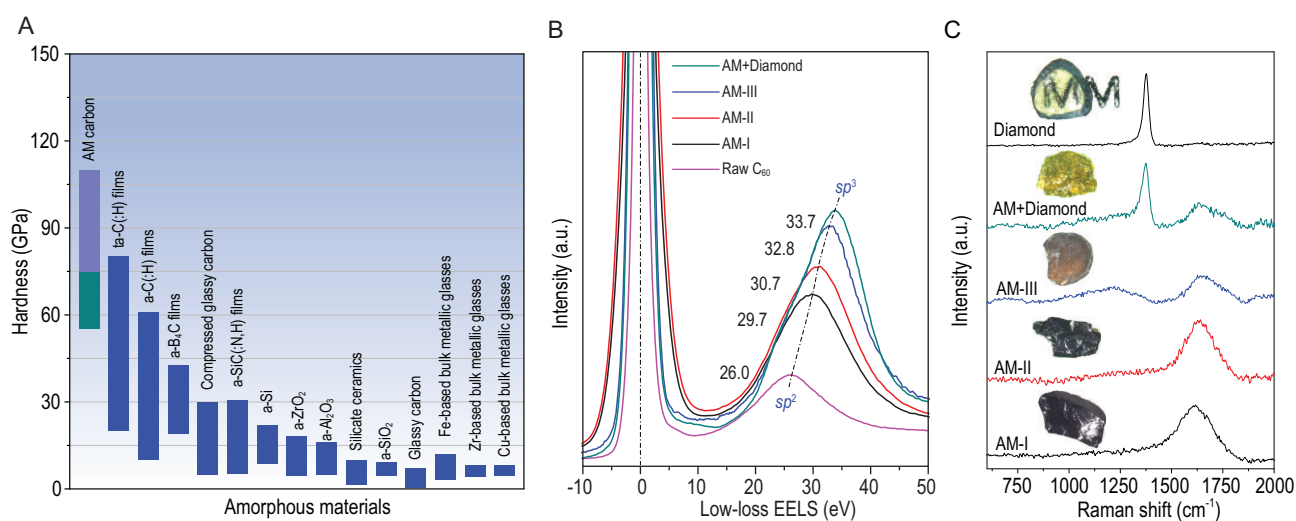 A
Hardness (GPa)
150
120
90
60
30
0
AM carbon
ta-C(:H) films
a-C(:H) films
a-B₄C films
Compressed glassy carbon
a-SiC(:N,H) films
a-Si
a-ZrO₂
a-Al₂O₃
Silicate ceramics
a-SiO₂
Glassy carbon
Fe-based bulk metallic glasses
Zr-based bulk metallic glasses
Cu-based bulk metallic glasses
Amorphous materials
B
Intensity (a.u.)
AM+Diamond
AM-III
AM-II
AM-I
Raw C₆₀
sp³
33.7
32.8
30.7
29.7
26.0
sp²
-10 0 10 20 30 40 50
Low-loss EELS (eV)
C
Intensity (a.u.)
MM
Diamond
AM+Diamond
AM-III
AM-II
AM-I
750 1000 1250 1500 1750 2000
Raman shift (cm⁻¹)